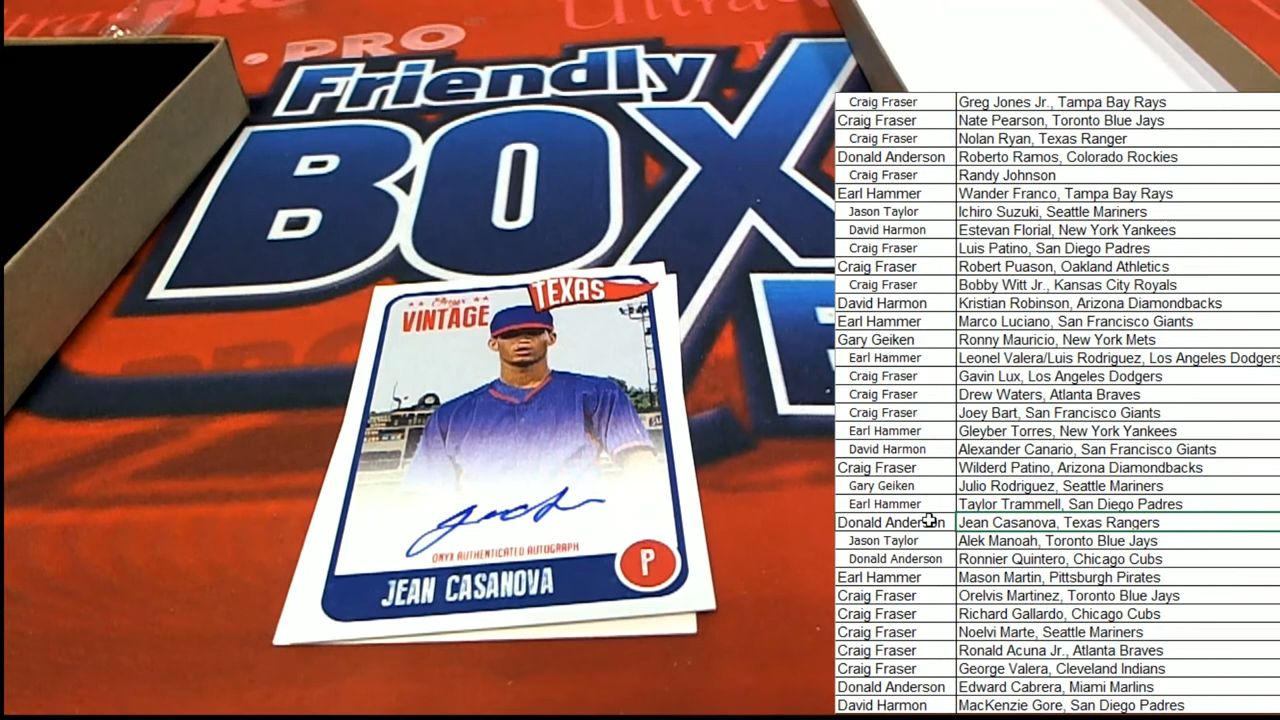 Ultra
PRO
Ultra
Friendly
BOX
VINTAGE
TEXAS
ONYX AUTHENTICATED AUTOGRAPH
JEAN CASANOVA
P
Craig Fraser Greg Jones Jr., Tampa Bay Rays
Craig Fraser Nate Pearson, Toronto Blue Jays
Craig Fraser Nolan Ryan, Texas Ranger
Donald Anderson Roberto Ramos, Colorado Rockies
Craig Fraser Randy Johnson
Earl Hammer Wander Franco, Tampa Bay Rays
Jason Taylor Ichiro Suzuki, Seattle Mariners
David Harmon Estevan Florial, New York Yankees
Craig Fraser Luis Patino, San Diego Padres
Craig Fraser Robert Puason, Oakland Athletics
Craig Fraser Bobby Witt Jr., Kansas City Royals
David Harmon Kristian Robinson, Arizona Diamondbacks
Earl Hammer Marco Luciano, San Francisco Giants
Gary Geiken Ronny Mauricio, New York Mets
Earl Hammer Leonel Valera/Luis Rodriguez, Los Angeles Dodgers
Craig Fraser Gavin Lux, Los Angeles Dodgers
Craig Fraser Drew Waters, Atlanta Braves
Craig Fraser Joey Bart, San Francisco Giants
Earl Hammer Gleyber Torres, New York Yankees
David Harmon Alexander Canario, San Francisco Giants
Craig Fraser Wilderd Patino, Arizona Diamondbacks
Gary Geiken Julio Rodriguez, Seattle Mariners
Earl Hammer Taylor Trammell, San Diego Padres
Donald Anderson Jean Casanova, Texas Rangers
Jason Taylor Alek Manoah, Toronto Blue Jays
Donald Anderson Ronnier Quintero, Chicago Cubs
Earl Hammer Mason Martin, Pittsburgh Pirates
Craig Fraser Orelvis Martinez, Toronto Blue Jays
Craig Fraser Richard Gallardo, Chicago Cubs
Craig Fraser Noelvi Marte, Seattle Mariners
Craig Fraser Ronald Acuna Jr., Atlanta Braves
Craig Fraser George Valera, Cleveland Indians
Donald Anderson Edward Cabrera, Miami Marlins
David Harmon MacKenzie Gore, San Diego Padres